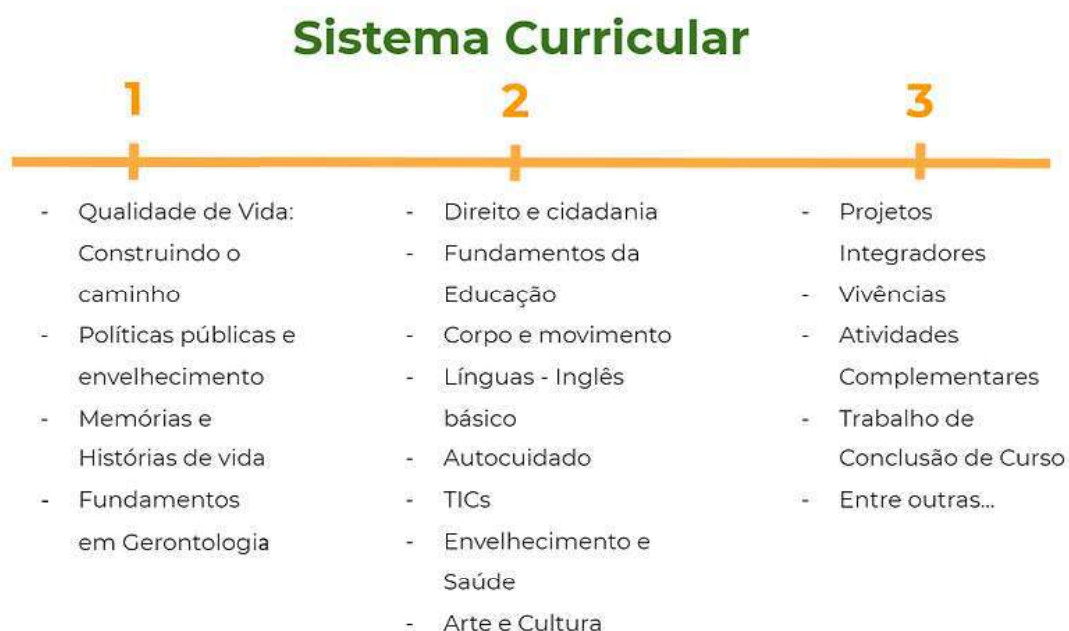 Sistema Curricular
1
2
3
- Qualidade de Vida:
Construindo o
caminho
- Políticas públicas e
envelhecimento
- Memórias e
Histórias de vida
- Fundamentos
em Gerontologia
- Direito e cidadania
- Fundamentos da
Educação
- Corpo e movimento
- Línguas - Inglês
básico
- Autocuidado
- TICs
- Envelhecimento e
Saúde
- Arte e Cultura
- Projetos
Integradores
- Vivências
- Atividades
Complementares
- Trabalho de
Conclusão de Curso
- Entre outras...